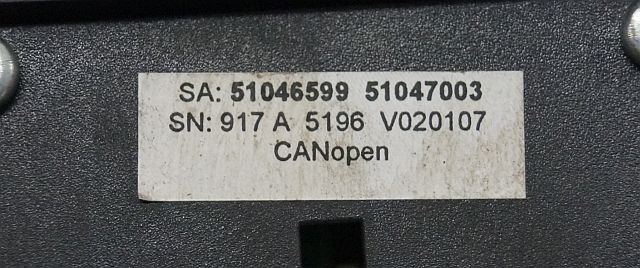 SA: 51046599 51047003
SN: 917 A 5196 V020107
CANopen